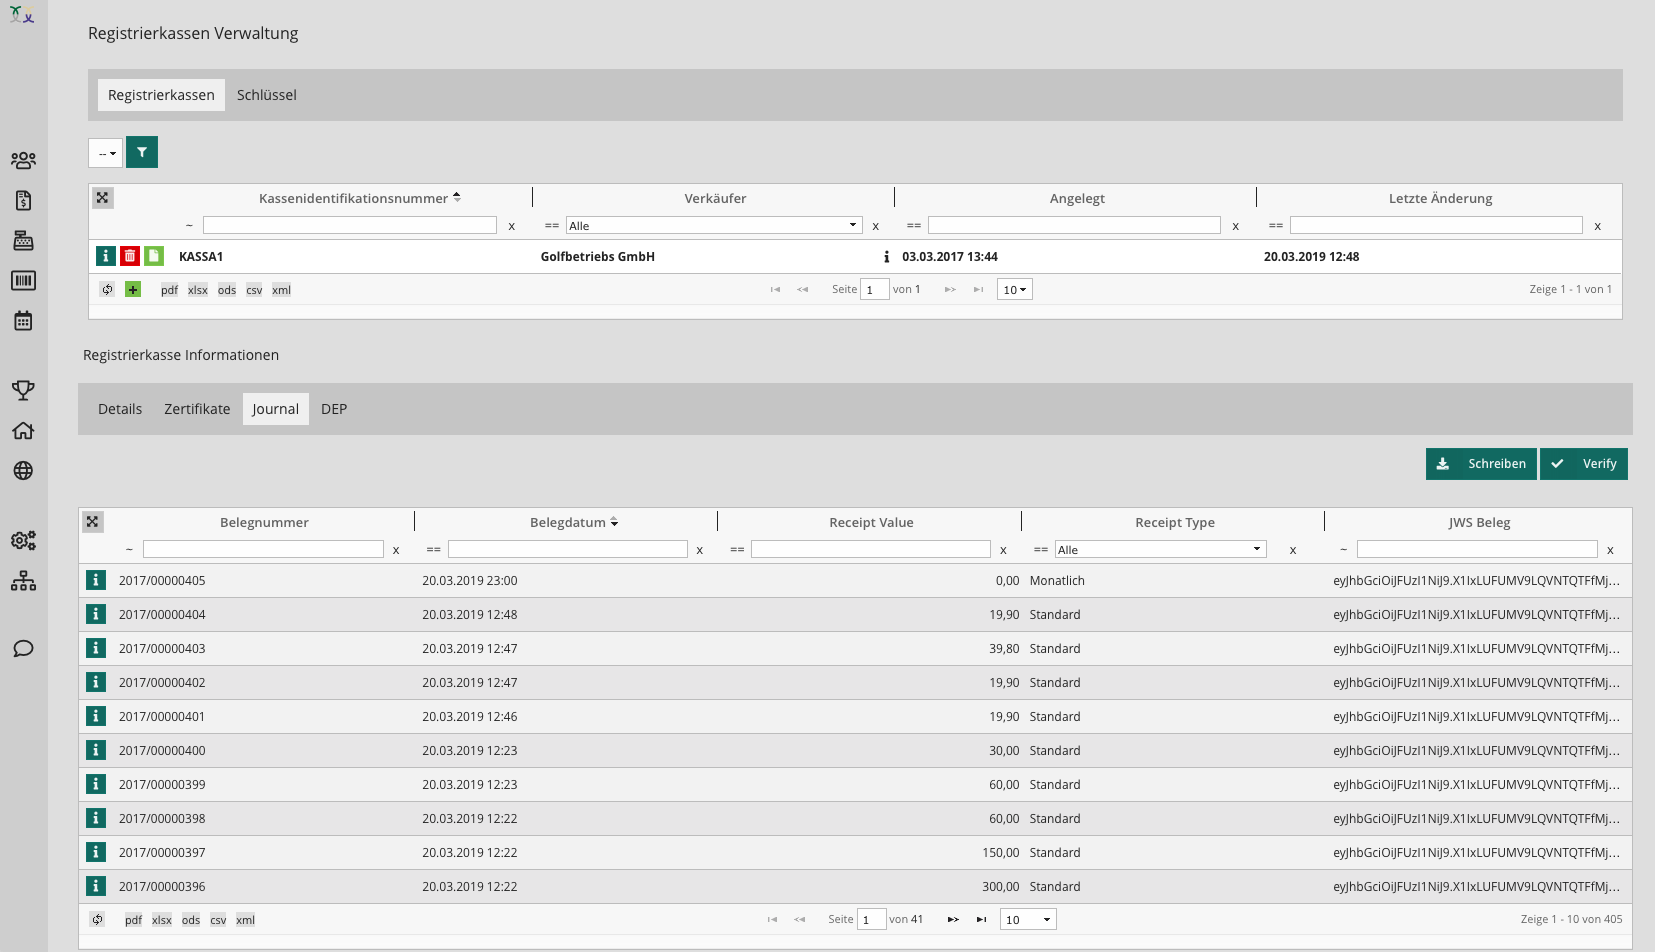 Registrierkassen Verwaltung
Registrierkassen Schlüssel
--
Kassenidentifikationsnummer Verkäufer Angelegt Letzte Änderung
~ x == Alle x == x == x
KASSA1 Golfbetriebs GmbH 03.03.2017 13:44 20.03.2019 12:48
pdf xlsx ods csv xml Seite 1 von 1 10 Zeige 1 - 1 von 1
Registrierkasse Informationen
Details Zertifikate Journal DEP
Schreiben Verify
Belegnummer Belegdatum Receipt Value Receipt Type JWS Beleg
~ x == x == x == Alle x ~ x
2017/00000405 20.03.2019 23:00 0,00 Monatlich eyJhbGciOiJFUzI1NiJ9.X1IxLUFUMV9LQVNTQTFfMj...
2017/00000404 20.03.2019 12:48 19,90 Standard eyJhbGciOiJFUzI1NiJ9.X1IxLUFUMV9LQVNTQTFfMj...
2017/00000403 20.03.2019 12:47 39,80 Standard eyJhbGciOiJFUzI1NiJ9.X1IxLUFUMV9LQVNTQTFfMj...
2017/00000402 20.03.2019 12:47 19,90 Standard eyJhbGciOiJFUzI1NiJ9.X1IxLUFUMV9LQVNTQTFfMj...
2017/00000401 20.03.2019 12:46 19,90 Standard eyJhbGciOiJFUzI1NiJ9.X1IxLUFUMV9LQVNTQTFfMj...
2017/00000400 20.03.2019 12:23 30,00 Standard eyJhbGciOiJFUzI1NiJ9.X1IxLUFUMV9LQVNTQTFfMj...
2017/00000399 20.03.2019 12:23 60,00 Standard eyJhbGciOiJFUzI1NiJ9.X1IxLUFUMV9LQVNTQTFfMj...
2017/00000398 20.03.2019 12:22 60,00 Standard eyJhbGciOiJFUzI1NiJ9.X1IxLUFUMV9LQVNTQTFfMj...
2017/00000397 20.03.2019 12:22 150,00 Standard eyJhbGciOiJFUzI1NiJ9.X1IxLUFUMV9LQVNTQTFfMj...
2017/00000396 20.03.2019 12:22 300,00 Standard eyJhbGciOiJFUzI1NiJ9.X1IxLUFUMV9LQVNTQTFfMj...
pdf xlsx ods csv xml Seite 1 von 41 10 Zeige 1 - 10 von 405